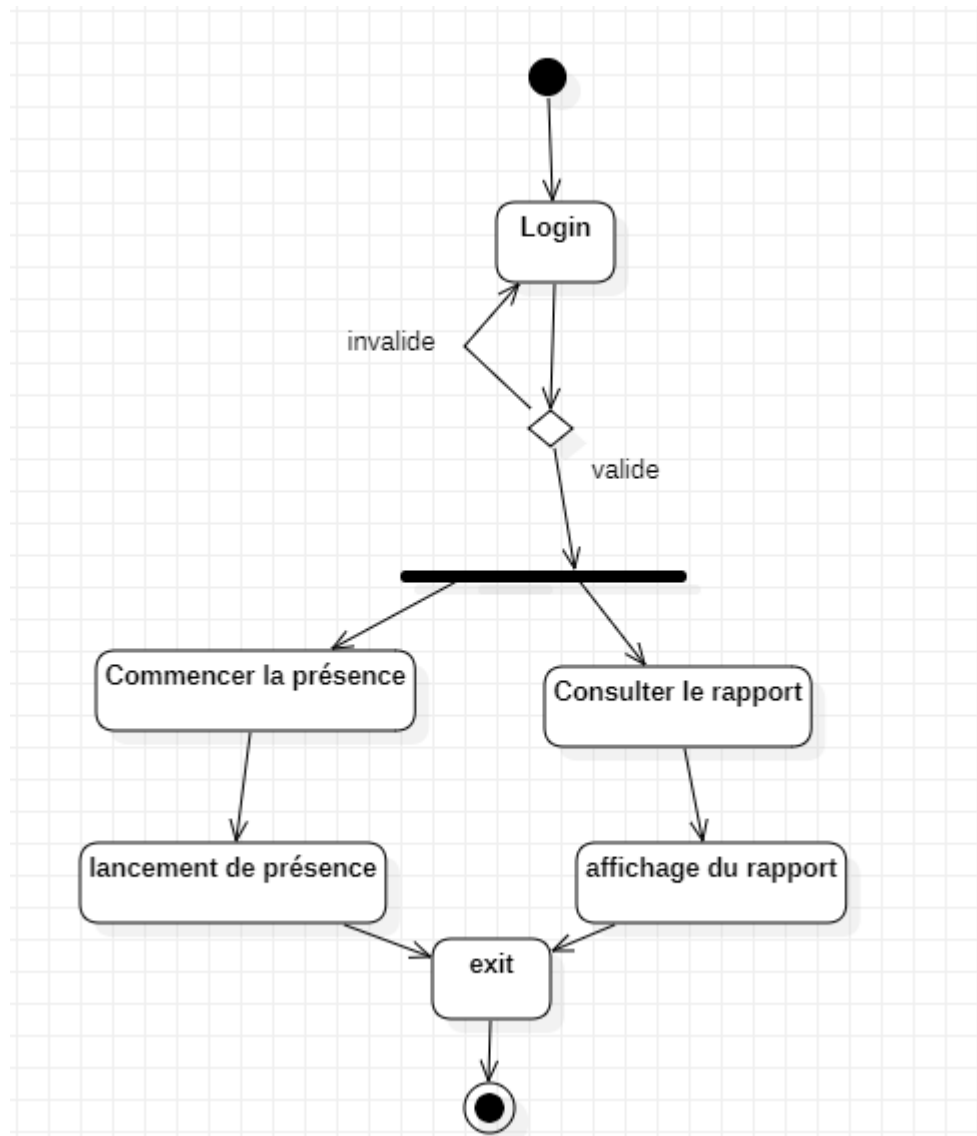 Login
invalide
valide
Commencer la présence
Consulter le rapport
lancement de présence
affichage du rapport
exit